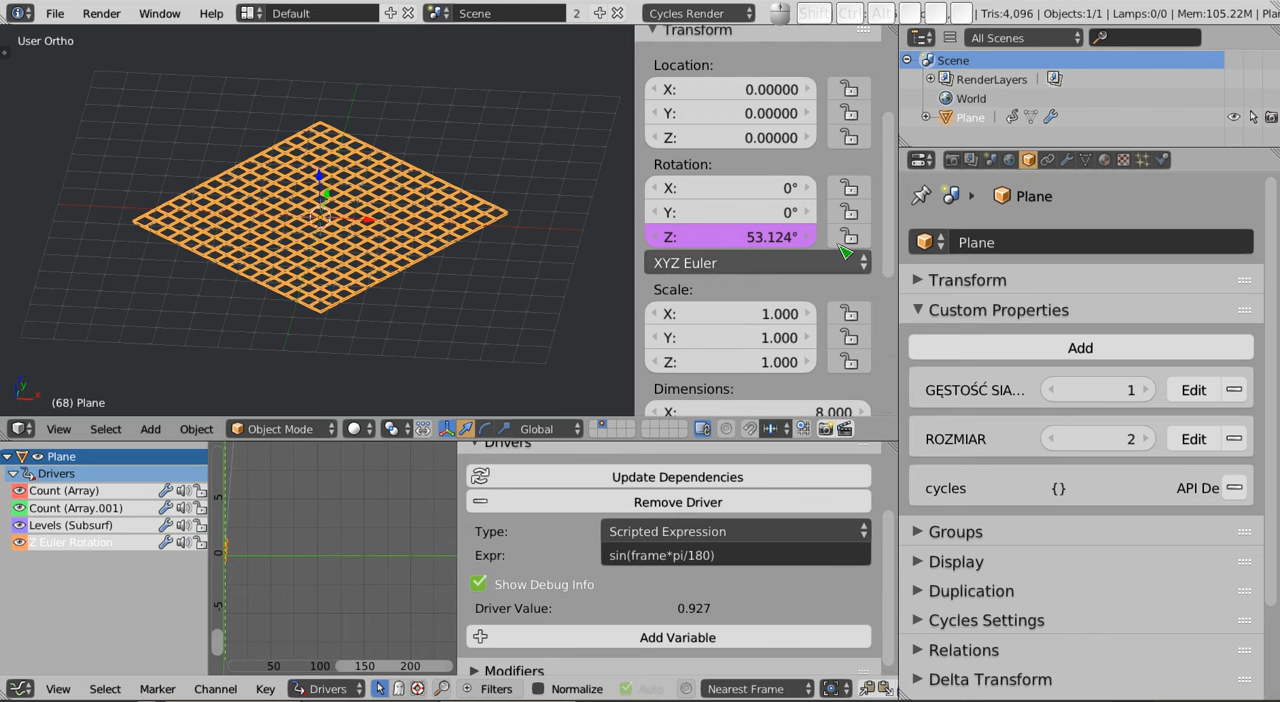 File Render Window Help Default Scene 2 Cycles Render Shift Ctrl Alt | Tris:4,096 | Objects:1/1 | Lamps:0/0 | Mem:105.22M |
User Ortho
(68) Plane
View Select Add Object Object Mode Global
Transform
Location:
X: 0.00000
Y: 0.00000
Z: 0.00000
Rotation:
X: 0°
Y: 0°
Z: 53.124°
XYZ Euler
Scale:
X: 1.000
Y: 1.000
Z: 1.000
Dimensions:
X: 8.000
All Scenes
Scene
RenderLayers
World
Plane
Plane
Plane
Transform
Custom Properties
Add
GĘSTOŚĆ SIA... 1 Edit
ROZMIAR 2 Edit
cycles {} API De
Groups
Display
Duplication
Cycles Settings
Relations
Delta Transform
Plane
Drivers
Count (Array)
Count (Array.001)
Levels (Subsurf)
Z Euler Rotation
5
0
-5
50 100 150 200
Drivers
Update Dependencies
Remove Driver
Type: Scripted Expression
Expr: sin(frame*pi/180)
Show Debug Info
Driver Value: 0.927
Add Variable
Modifiers
View Select Marker Channel Key Drivers Filters Normalize Auto Nearest Frame